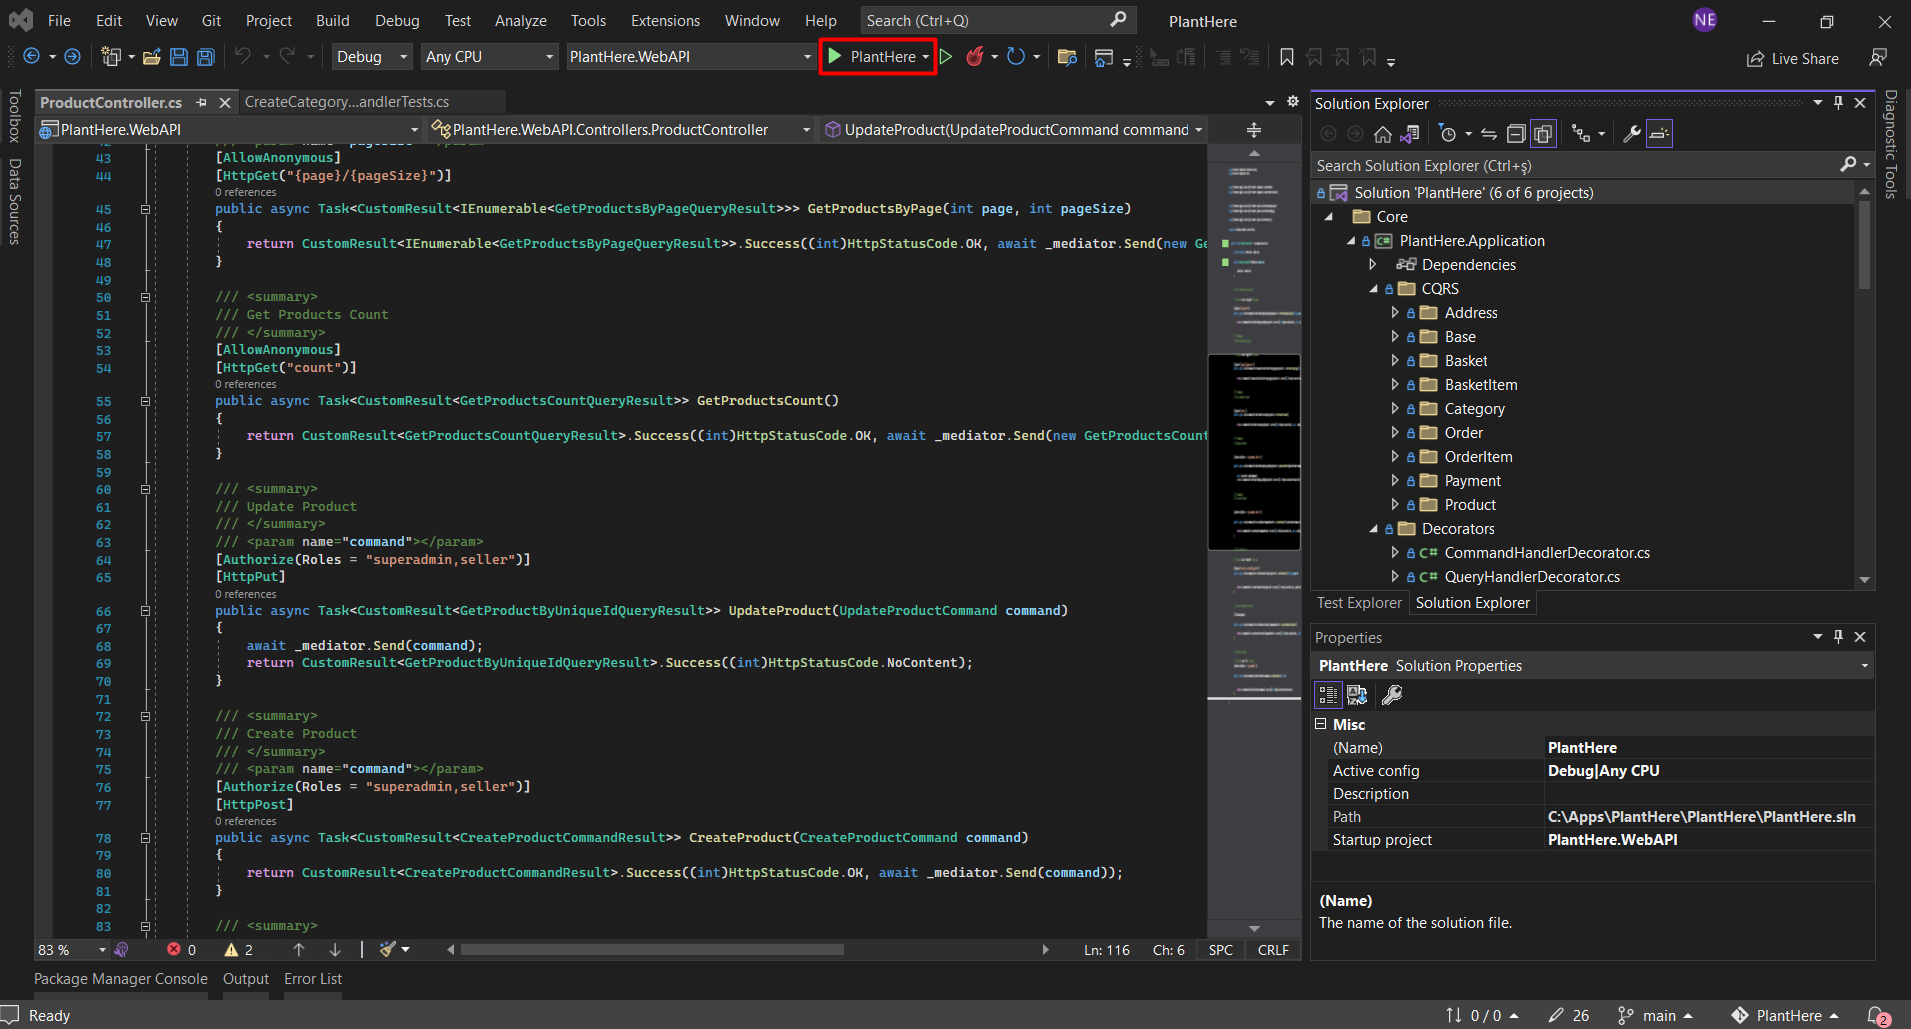 File Edit View Git Project Build Debug Test Analyze Tools Extensions Window Help Search (Ctrl+Q) PlantHere NE
Debug Any CPU PlantHere.WebAPI PlantHere Live Share
Toolbox
Data Sources
ProductController.cs CreateCategory...andlerTests.cs
PlantHere.WebAPI PlantHere.WebAPI.Controllers.ProductController UpdateProduct(UpdateProductCommand command
43 [AllowAnonymous]
44 [HttpGet("{page}/{pageSize}")]
0 references
45 public async Task<CustomResult<IEnumerable<GetProductsByPageQueryResult>>> GetProductsByPage(int page, int pageSize)
46 {
47 return CustomResult<IEnumerable<GetProductsByPageQueryResult>>.Success((int)HttpStatusCode.OK, await _mediator.Send(new Ge
48 }
49
50 /// <summary>
51 /// Get Products Count
52 /// </summary>
53 [AllowAnonymous]
54 [HttpGet("count")]
0 references
55 public async Task<CustomResult<GetProductsCountQueryResult>> GetProductsCount()
56 {
57 return CustomResult<GetProductsCountQueryResult>.Success((int)HttpStatusCode.OK, await _mediator.Send(new GetProductsCount
58 }
59
60 /// <summary>
61 /// Update Product
62 /// </summary>
63 /// <param name="command"></param>
64 [Authorize(Roles = "superadmin,seller")]
65 [HttpPut]
0 references
66 public async Task<CustomResult<GetProductByUniqueIdQueryResult>> UpdateProduct(UpdateProductCommand command)
67 {
68 await _mediator.Send(command);
69 return CustomResult<GetProductByUniqueIdQueryResult>.Success((int)HttpStatusCode.NoContent);
70 }
71
72 /// <summary>
73 /// Create Product
74 /// </summary>
75 /// <param name="command"></param>
76 [Authorize(Roles = "superadmin,seller")]
77 [HttpPost]
0 references
78 public async Task<CustomResult<CreateProductCommandResult>> CreateProduct(CreateProductCommand command)
79 {
80 return CustomResult<CreateProductCommandResult>.Success((int)HttpStatusCode.OK, await _mediator.Send(command));
81 }
82
83 /// <summary>
83 % 0 2 Ln: 116 Ch: 6 SPC CRLF
Package Manager Console Output Error List
Solution Explorer
Search Solution Explorer (Ctrl+ş)
Solution 'PlantHere' (6 of 6 projects)
Core
C# PlantHere.Application
Dependencies
CQRS
Address
Base
Basket
BasketItem
Category
Order
OrderItem
Payment
Product
Decorators
C# CommandHandlerDecorator.cs
C# QueryHandlerDecorator.cs
Test Explorer Solution Explorer
Properties
PlantHere Solution Properties
Misc
(Name) PlantHere
Active config Debug|Any CPU
Description
Path C:\Apps\PlantHere\PlantHere\PlantHere.sln
Startup project PlantHere.WebAPI
(Name)
The name of the solution file.
Diagnostic Tools
Ready 0 / 0 26 main PlantHere 2